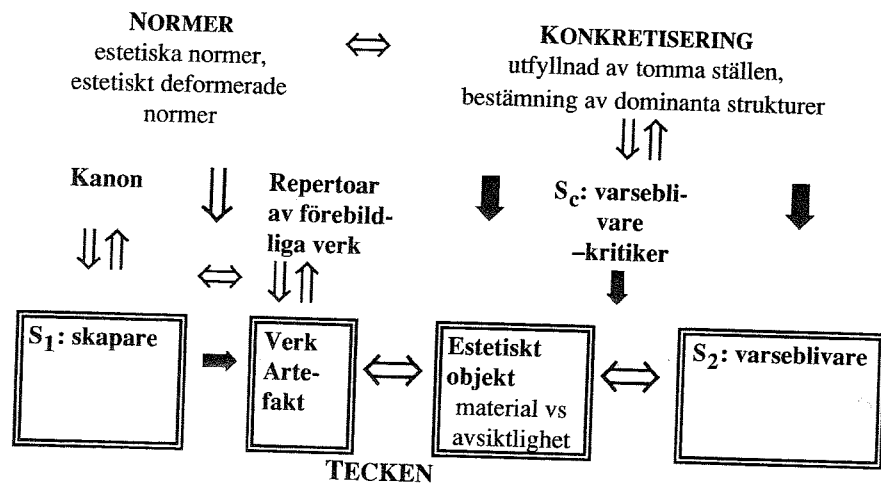 NORMER
estetiska normer,
estetiskt deformerade
normer
KONKRETISERING
utfyllnad av tomma ställen,
bestämning av dominanta strukturer
Kanon
Repertoar
av förebild-
liga verk
Sc: varsebli-
vare
–kritiker
S1: skapare
Verk
Arte-
fakt
Estetiskt
objekt
material vs
avsiktlighet
S2: varseblivare
TECKEN